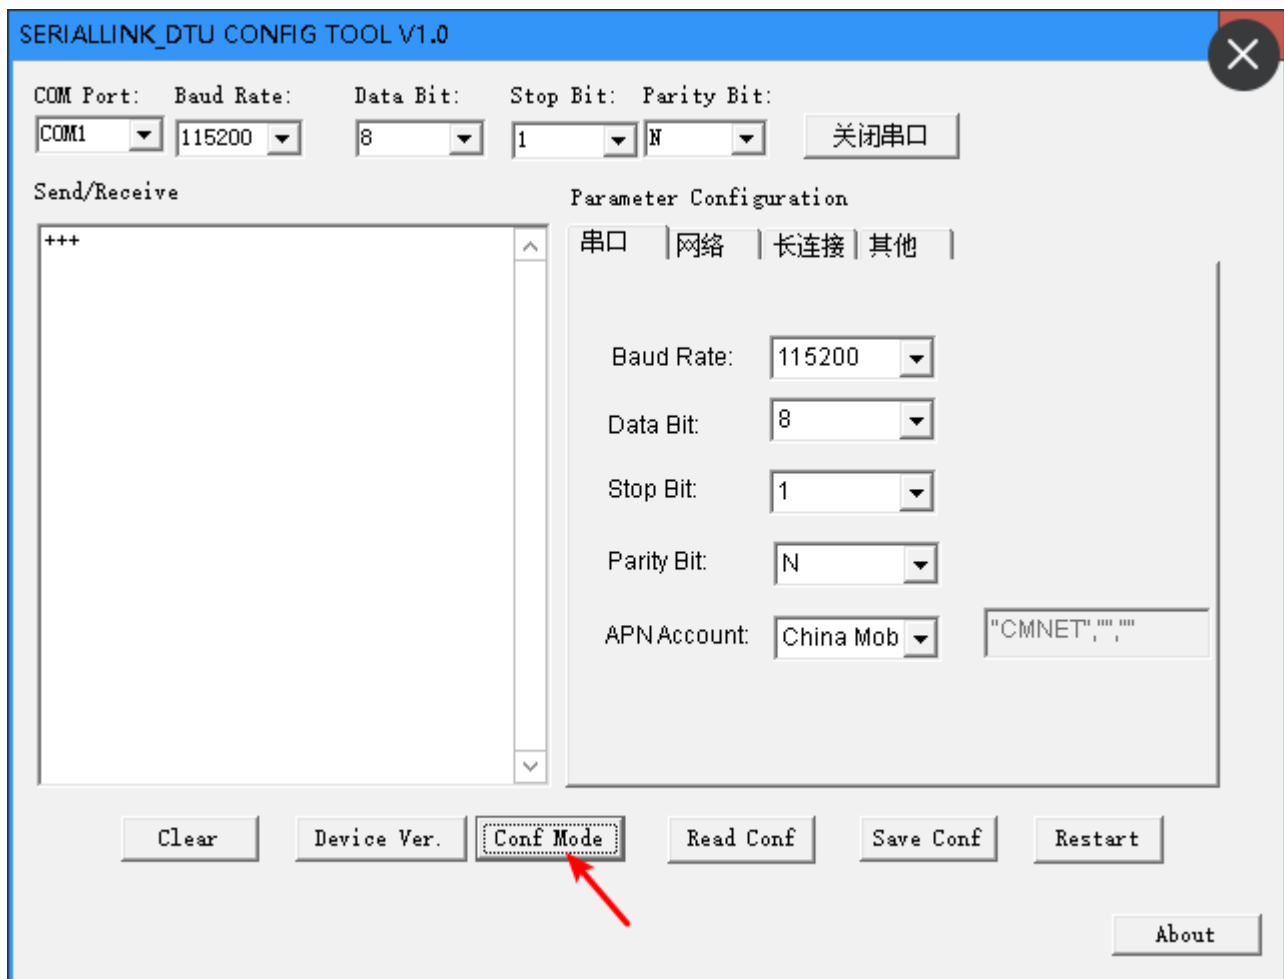 SERIALLINK_DTU CONFIG TOOL V1.0
COM Port: Baud Rate: Data Bit: Stop Bit: Parity Bit:
COM1 115200 8 1 N 关闭串口
Send/Receive
+++
Parameter Configuration
串口 网络 长连接 其他
Baud Rate: 115200
Data Bit: 8
Stop Bit: 1
Parity Bit: N
APN Account: China Mob "CMNET","",""
Clear Device Ver. Conf Mode Read Conf Save Conf Restart
About